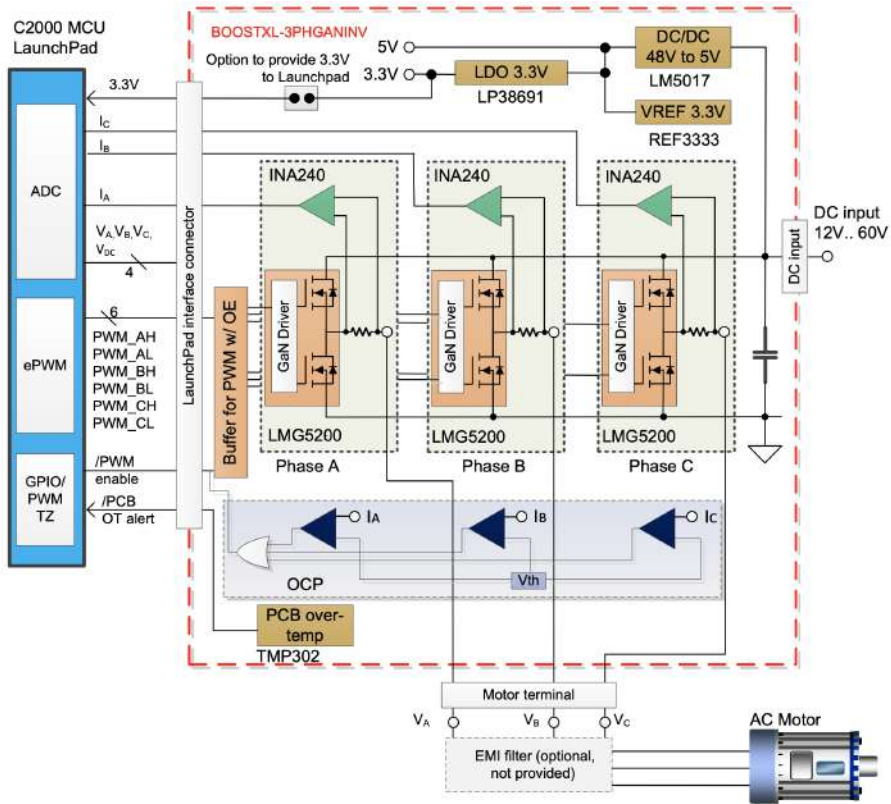 C2000 MCU
LaunchPad
BOOSTXL-3PHGANINV
Option to provide 3.3V
to Launchpad
5V
3.3V
LDO 3.3V
LP38691
DC/DC
48V to 5V
LM5017
VREF 3.3V
REF3333
3.3V
IC
IB
IA
VA,VB,VC,
VDC
4
ADC
6
PWM_AH
PWM_AL
PWM_BH
PWM_BL
PWM_CH
PWM_CL
ePWM
/PWM
enable
/PCB
OT alert
GPIO/
PWM
TZ
LaunchPad interface connector
Buffer for PWM w/ OE
INA240
GaN Driver
LMG5200
Phase A
INA240
GaN Driver
LMG5200
Phase B
INA240
GaN Driver
LMG5200
Phase C
DC input
DC input
12V.. 60V
IA
IB
IC
Vth
OCP
PCB over-
temp
TMP302
Motor terminal
VA
VB
VC
EMI filter (optional,
not provided)
AC Motor